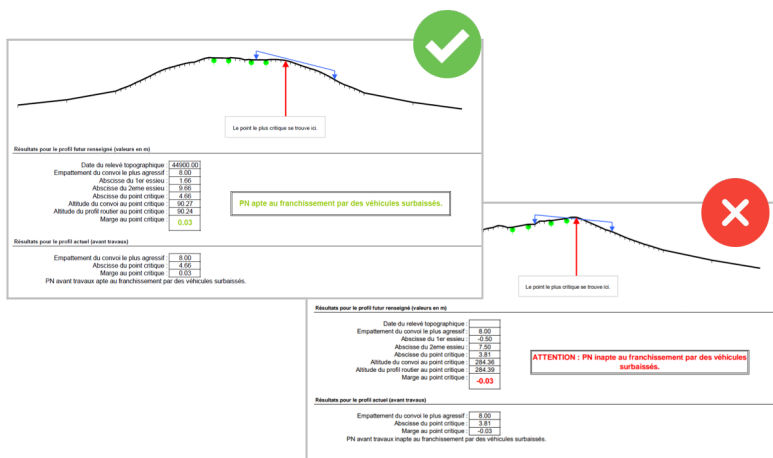 Le point le plus critique se trouve ici.
Résultats pour le profil futur renseigné (valeurs en m)
Date du relevé topographique : 44900.00
Empattement du convoi le plus agressif : 8.00
Abscisse du 1er essieu : 1.66
Abscisse du 2eme essieu : 9.66
Abscisse du point critique : 4.66
Altitude du convoi au point critique : 90.27
Altitude du profil routier au point critique : 90.24
Marge au point critique : 0.03
PN apte au franchissement par des véhicules surbaissés.
Résultats pour le profil actuel (avant travaux)
Empattement du convoi le plus agressif : 8.00
Abscisse du point critique : 4.66
Marge au point critique : 0.03
PN avant travaux apte au franchissement par des véhicules surbaissés.
Le point le plus critique se trouve ici.
Résultats pour le profil futur renseigné (valeurs en m)
Date du relevé topographique :
Empattement du convoi le plus agressif : 8.00
Abscisse du 1er essieu : -0.50
Abscisse du 2eme essieu : 7.50
Abscisse du point critique : 3.81
Altitude du convoi au point critique : 284.36
Altitude du profil routier au point critique : 284.39
Marge au point critique : -0.03
ATTENTION : PN inapte au franchissement par des véhicules
surbaissés.
Résultats pour le profil actuel (avant travaux)
Empattement du convoi le plus agressif : 8.00
Abscisse du point critique : 3.81
Marge au point critique : -0.03
PN avant travaux inapte au franchissement par des véhicules surbaissés.